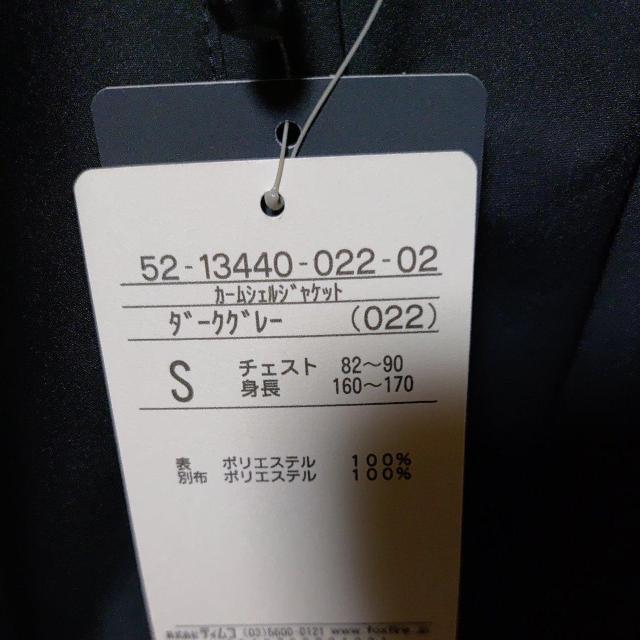 52-13440-022-02
ｶｰﾑｼｪﾙｼﾞｬｹｯﾄ
ﾀﾞｰｸｸﾞﾚｰ (022)
S チェスト 82～90
身長 160～170
表 ポリエステル 100%
別布 ポリエステル 100%